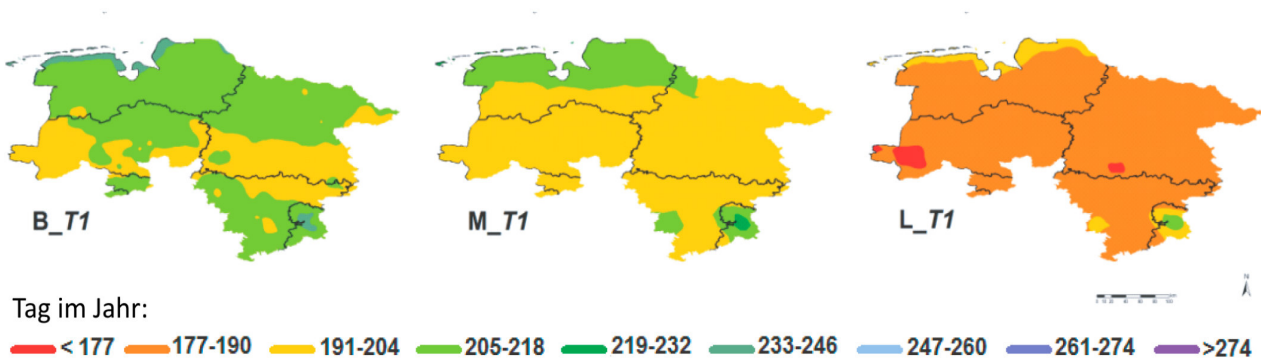 B_T1
M_T1
L_T1
N
Tag im Jahr:
< 177 177-190 191-204 205-218 219-232 233-246 247-260 261-274 >274